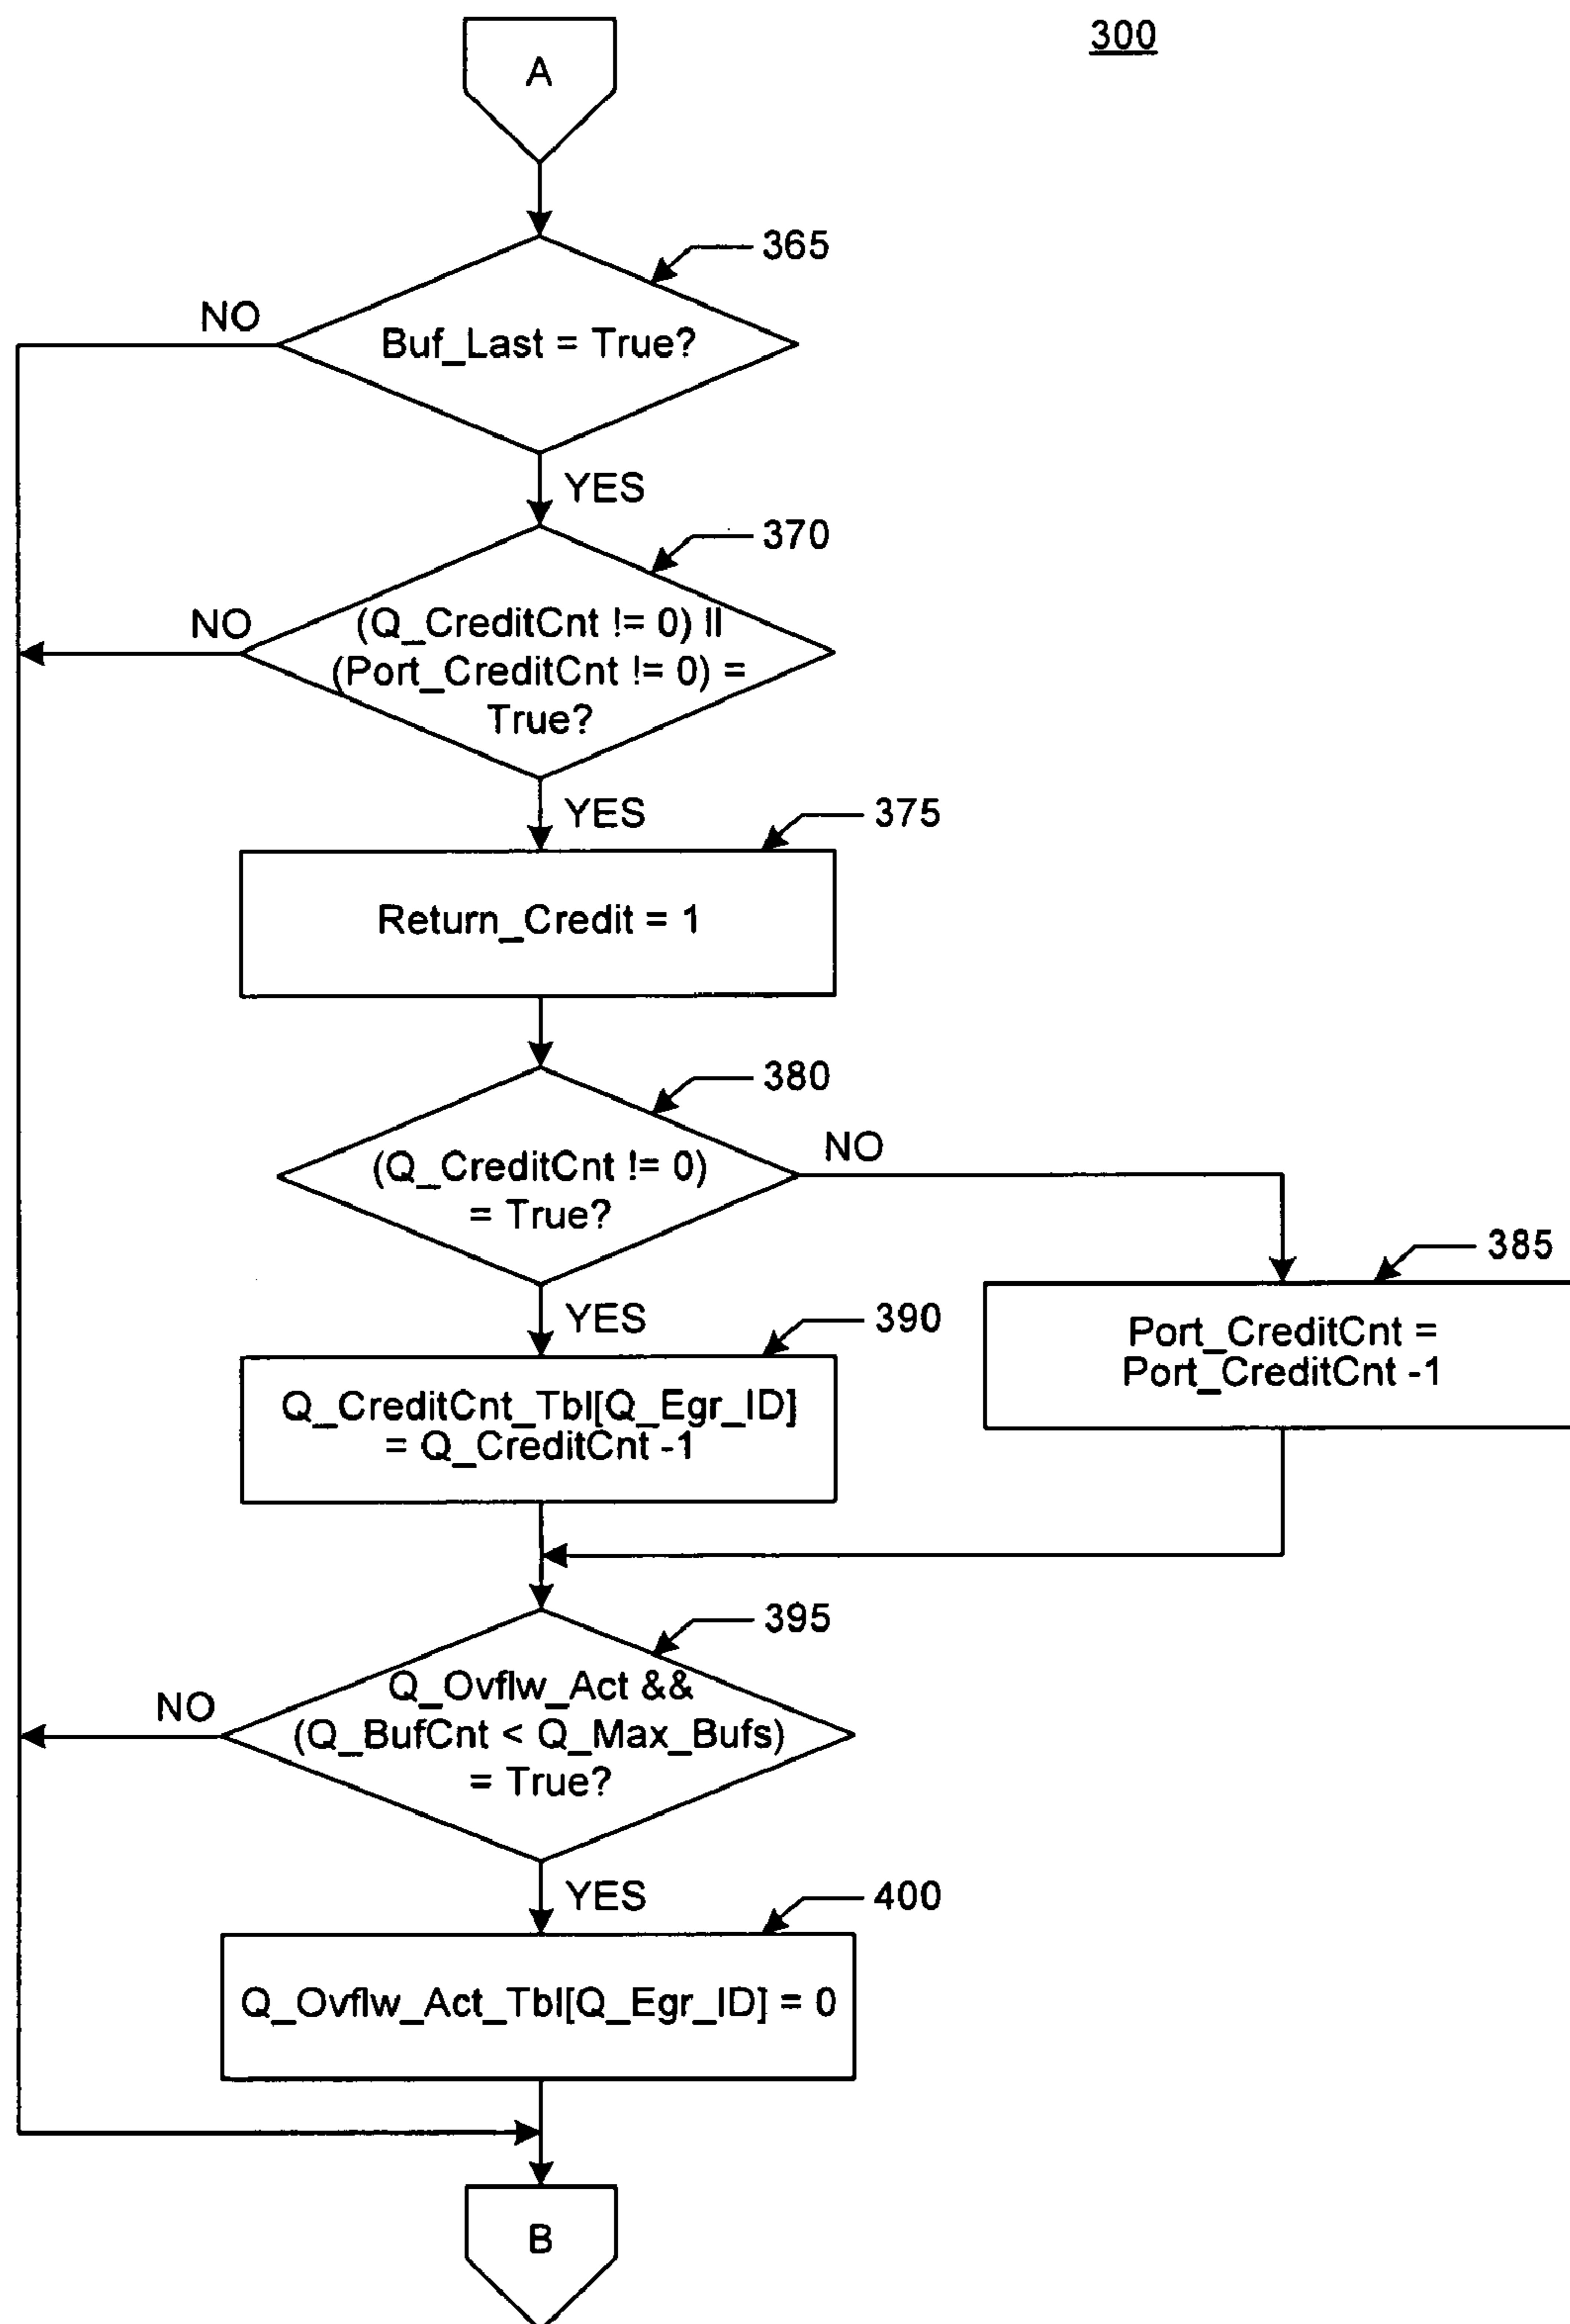 300
A
365
NO
Buf_Last = True?
YES
370
NO
(Q_CreditCnt != 0) ||
(Port_CreditCnt != 0) =
True?
YES
375
Return_Credit = 1
380
NO
(Q_CreditCnt != 0)
= True?
385
YES
390
Port_CreditCnt =
Port_CreditCnt -1
Q_CreditCnt_Tbl[Q_Egr_ID]
= Q_CreditCnt -1
395
NO
Q_Ovflw_Act &&
(Q_BufCnt < Q_Max_Bufs)
= True?
YES
400
Q_Ovflw_Act_Tbl[Q_Egr_ID] = 0
B